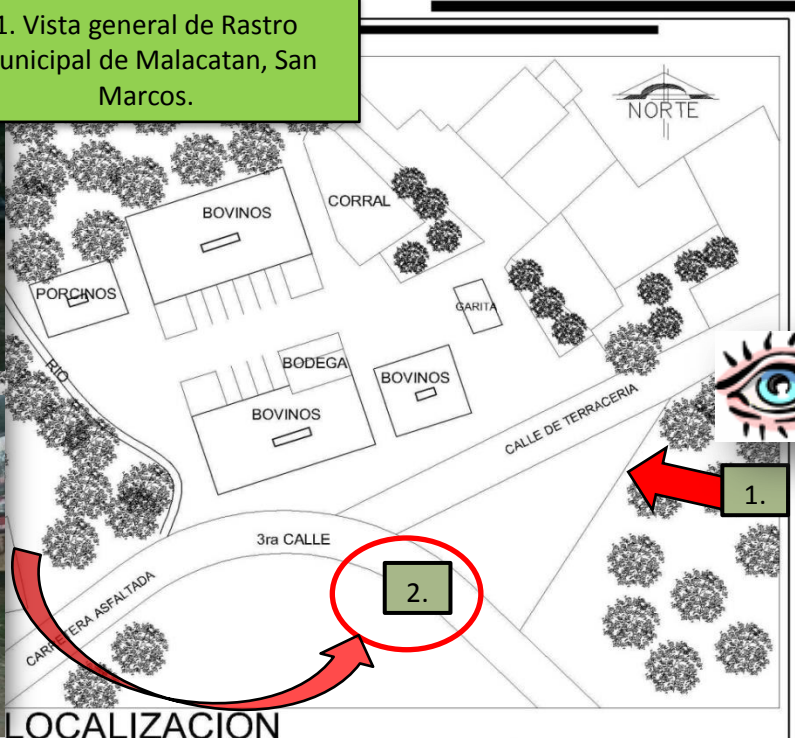 1. Vista general de Rastro
unicipal de Malacatan, San
Marcos.
NORTE
CORRAL
BOVINOS
PORCINOS
GARITA
RIO
BODEGA
BOVINOS
BOVINOS
CALLE DE TERRACERIA
1.
3ra CALLE
2.
CARRETERA ASFALTADA
LOCALIZACION